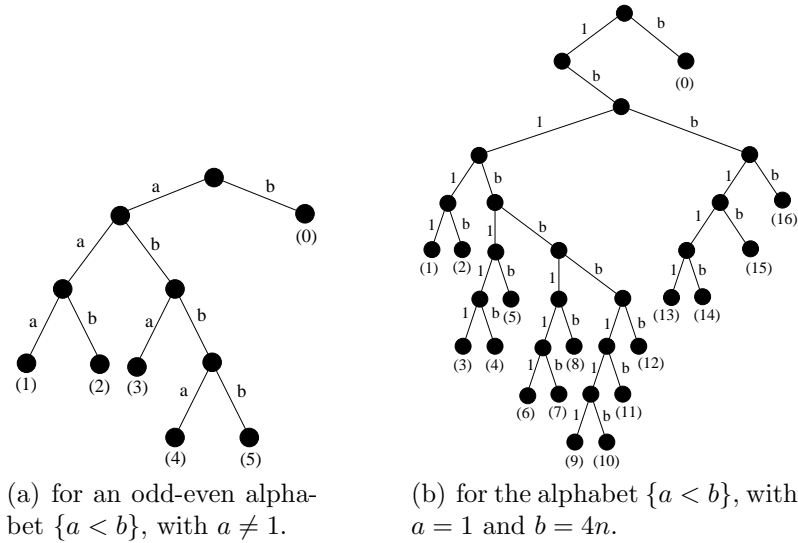 a b
(0)
a b
a b a b
(1) (2) (3)
a b
(4) (5)
(a) for an odd-even alpha-
bet {a < b}, with a ≠ 1.
1 b
b (0)
1 b
1 b 1 b
(16)
1 b 1 b 1 b
(1) (2) 1 b 1 b 1 b (15)
(5) (13) (14)
1 b 1 b 1 b
(3) (4) (8) (12)
1 b 1 b
(6) (7) (11)
1 b
(9) (10)
(b) for the alphabet {a < b}, with
a = 1 and b = 4n.